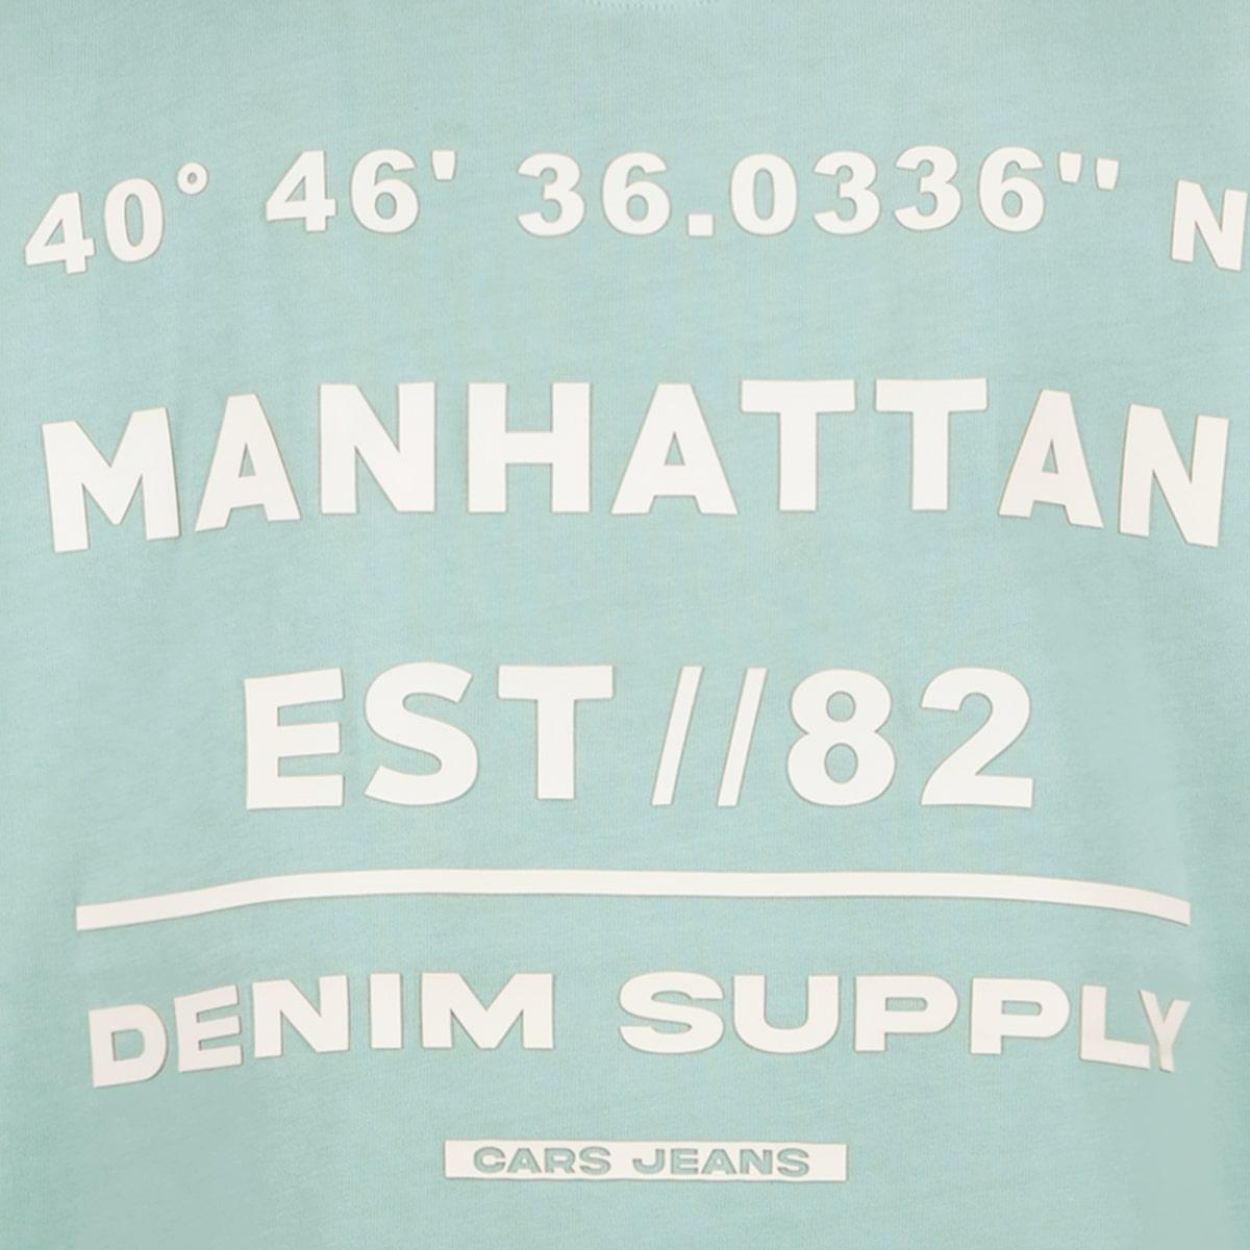 40° 46' 36.0336'' N
MANHATTAN
EST//82
DENIM SUPPLY
CARS JEANS